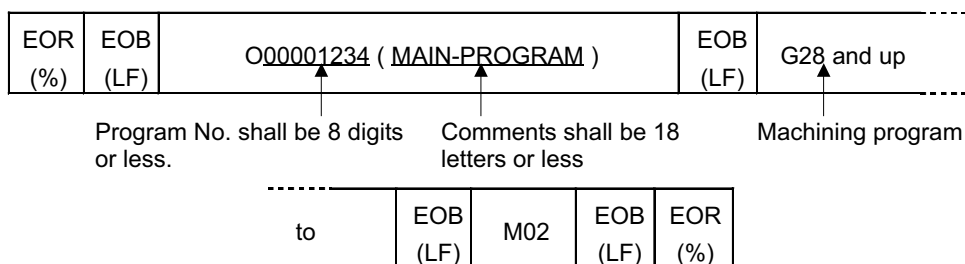 EOR EOB O00001234 ( MAIN-PROGRAM ) EOB G28 and up
(%) (LF) (LF)
Program No. shall be 8 digits Comments shall be 18 Machining program
or less. letters or less
to EOB M02 EOB EOR
(LF) (LF) (%)